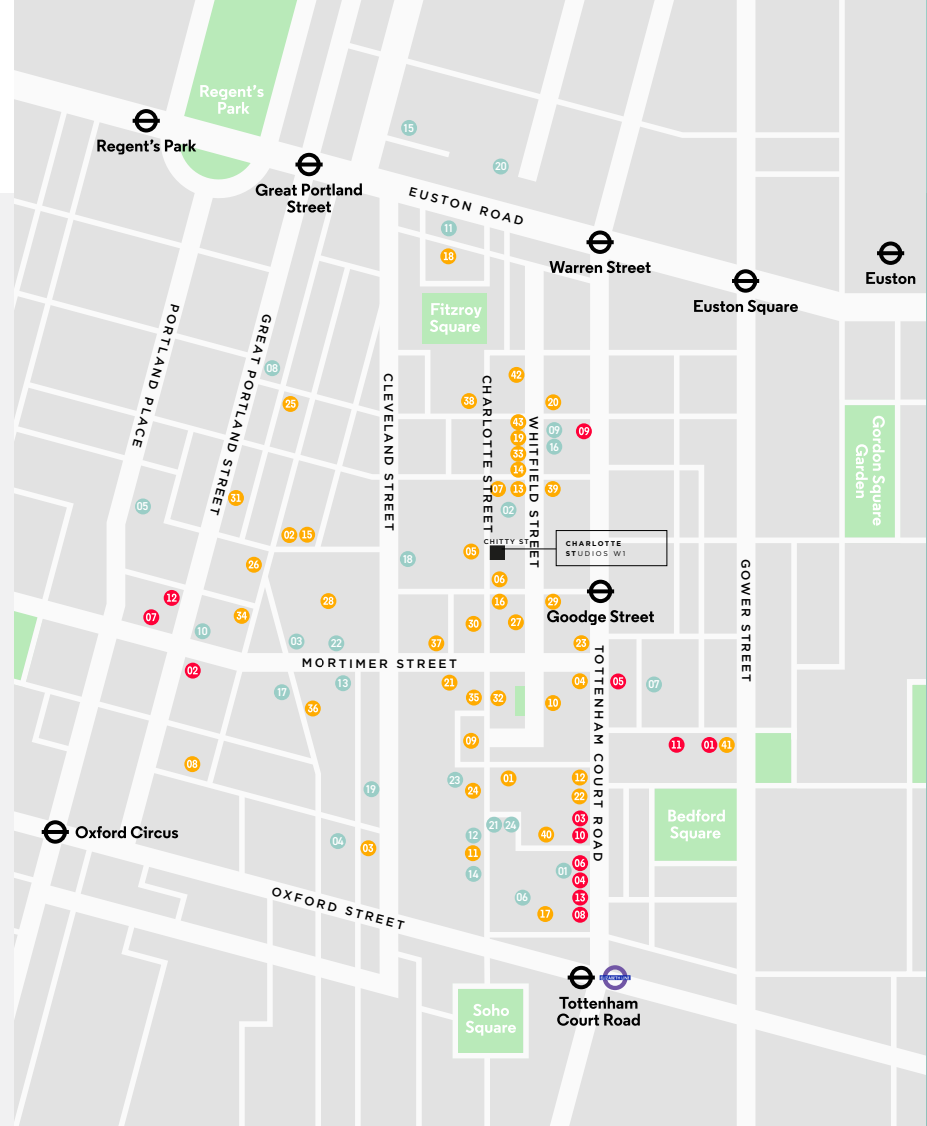 Regent's
Park
15
Regent's Park
20
Great Portland
Street
EUSTON ROAD
11
Warren Street
Euston
18
Euston Square
Fitzroy
Square
PORTLAND PLACE
GREAT PORTLAND STREET
08
CLEVELAND STREET
CHARLOTTE STREET
42
25
38
20
WHITFIELD STREET
43
09
09
19
16
33
14
Gordon Square
Garden
07
13
39
31
05
02
02
15
CHITTY ST
CHARLOTTE
STUDIOS W1
05
18
26
06
GOWER STREET
Goodge Street
12
28
16
29
07
34
30
27
10
03
22
37
23
MORTIMER STREET
TOTTENHAM COURT ROAD
02
13
21
04
05
07
17
36
35
32
10
09
11
01
41
08
23
01
12
19
24
22
Bedford
Square
03
21
24
Oxford Circus
12
40
10
04
03
11
06
14
01
04
OXFORD STREET
06
13
17
08
ELIZABETH LINE
Tottenham
Court Road
Soho
Square